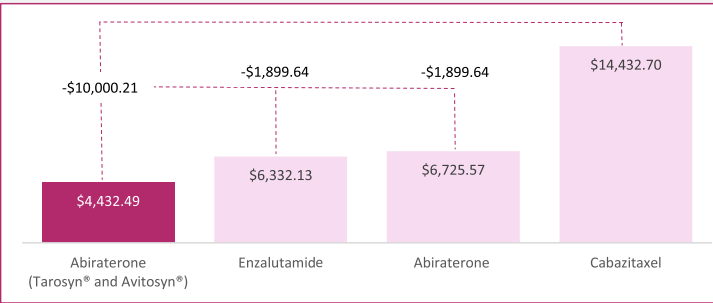 $14,432.70
-$1,899.64
-$1,899.64
-$10,000.21
$6,332.13
$6,725.57
$4,432.49
Abiraterone
(Tarosyn® and Avitosyn®)
Enzalutamide
Abiraterone
Cabazitaxel